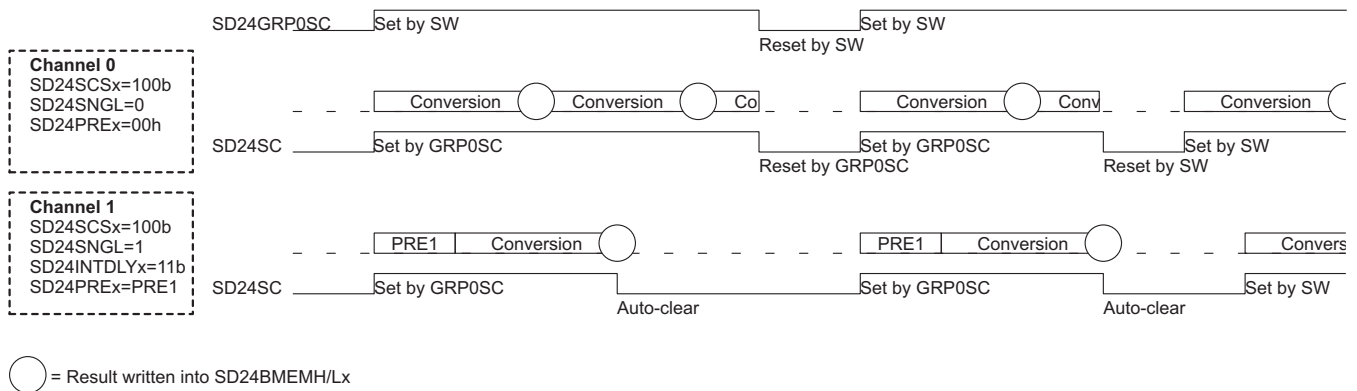 SD24GRP0SC Set by SW Reset by SW Set by SW
Channel 0
SD24SCSx=100b
SD24SNGL=0
SD24PREx=00h
Conversion Conversion Co Conversion Conv Conversion
SD24SC Set by GRP0SC Reset by GRP0SC Set by GRP0SC Reset by SW Set by SW
Channel 1
SD24SCSx=100b
SD24SNGL=1
SD24INTDLYx=11b
SD24PREx=PRE1
PRE1 Conversion PRE1 Conversion Convers
SD24SC Set by GRP0SC Auto-clear Set by GRP0SC Auto-clear Set by SW
= Result written into SD24BMEMH/Lx